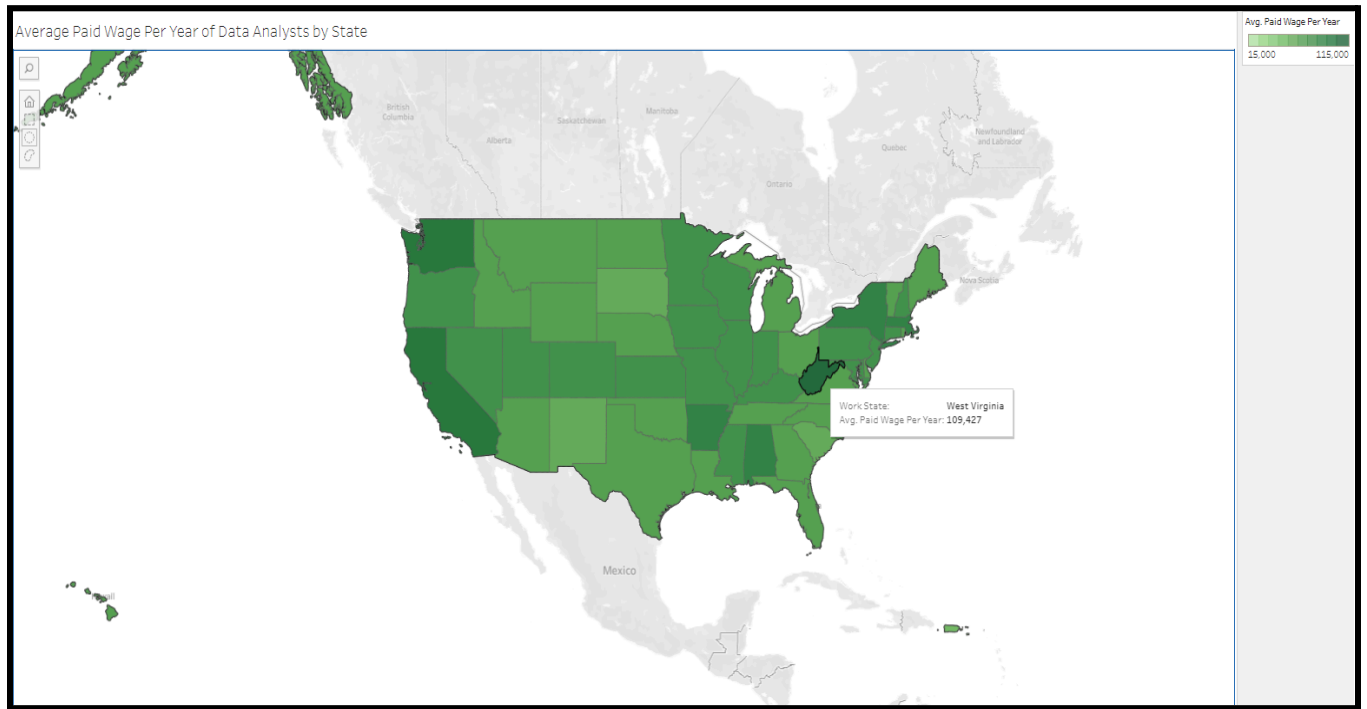 Average Paid Wage Per Year of Data Analysts by State
Avg. Paid Wage Per Year
15,000 115,000
British
Columbia
Alberta
Saskatchewan
Manitoba
Ontario
Quebec
Newfoundland
and Labrador
Nova Scotia
Work State: West Virginia
Avg. Paid Wage Per Year: 109,427
Mexico